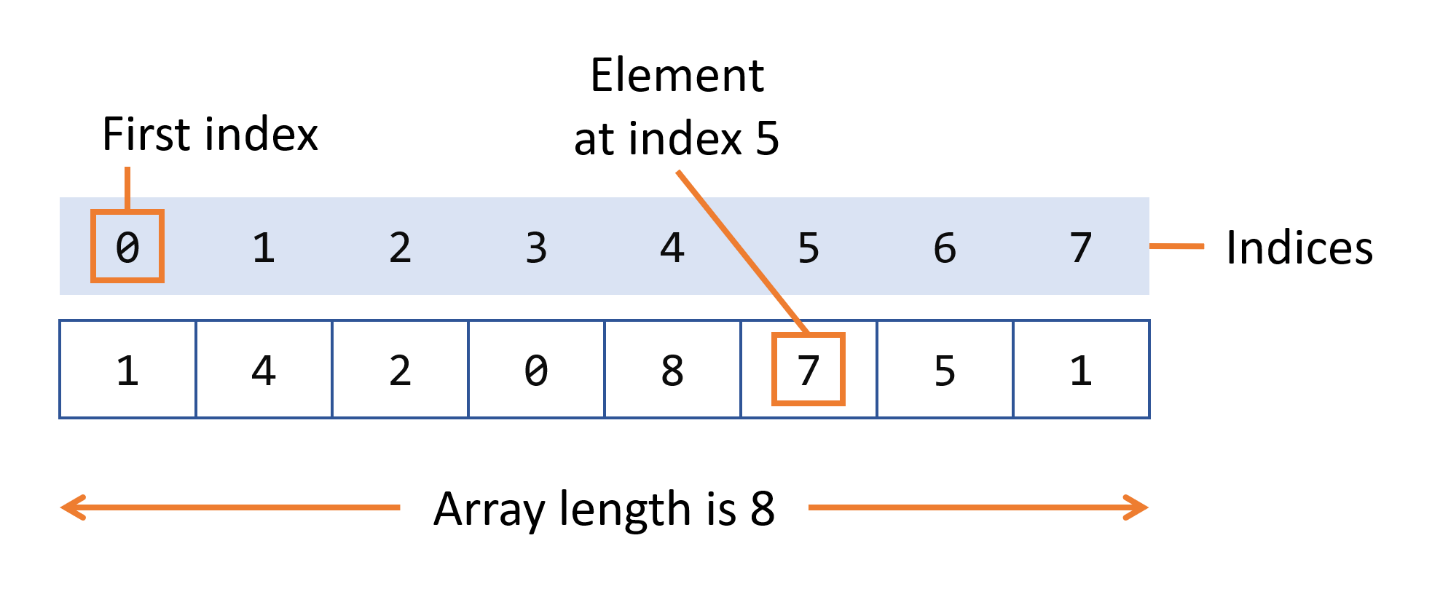 Element
at index 5
First index
0 1 2 3 4 5 6 7 Indices
1 4 2 0 8 7 5 1
Array length is 8